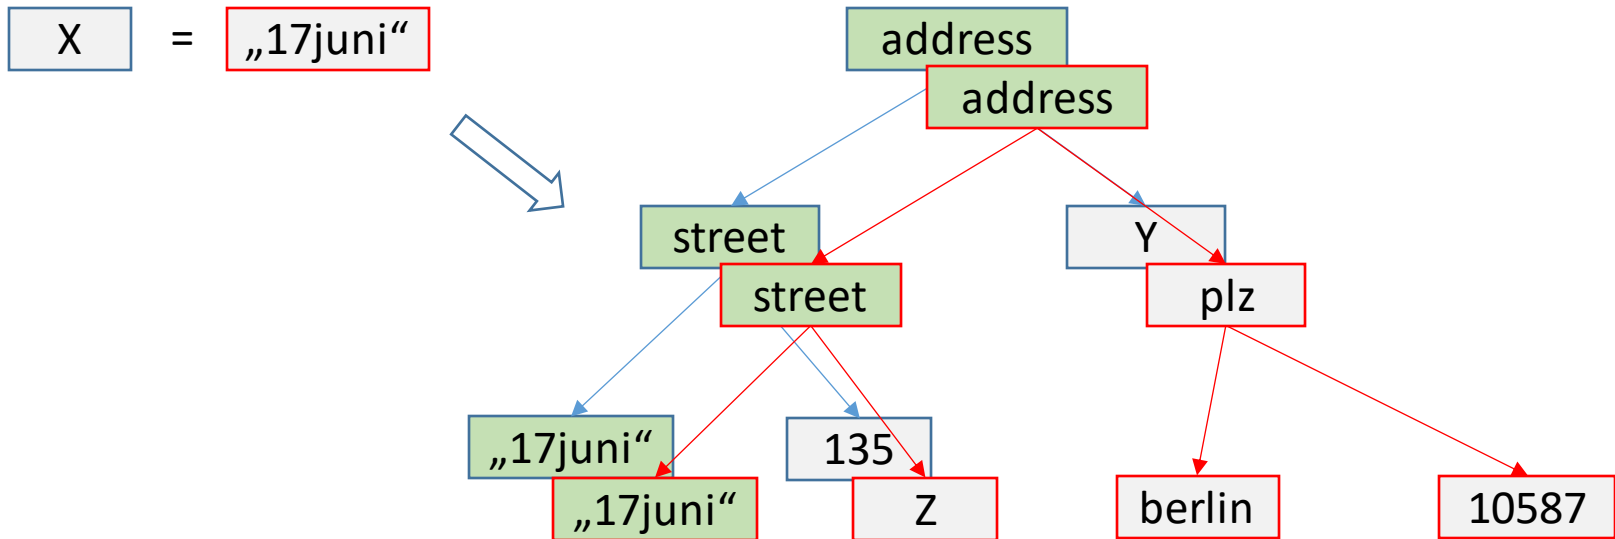 X = „17juni“
address
address
street
Y
street
plz
„17juni“
135
„17juni“
Z
berlin
10587